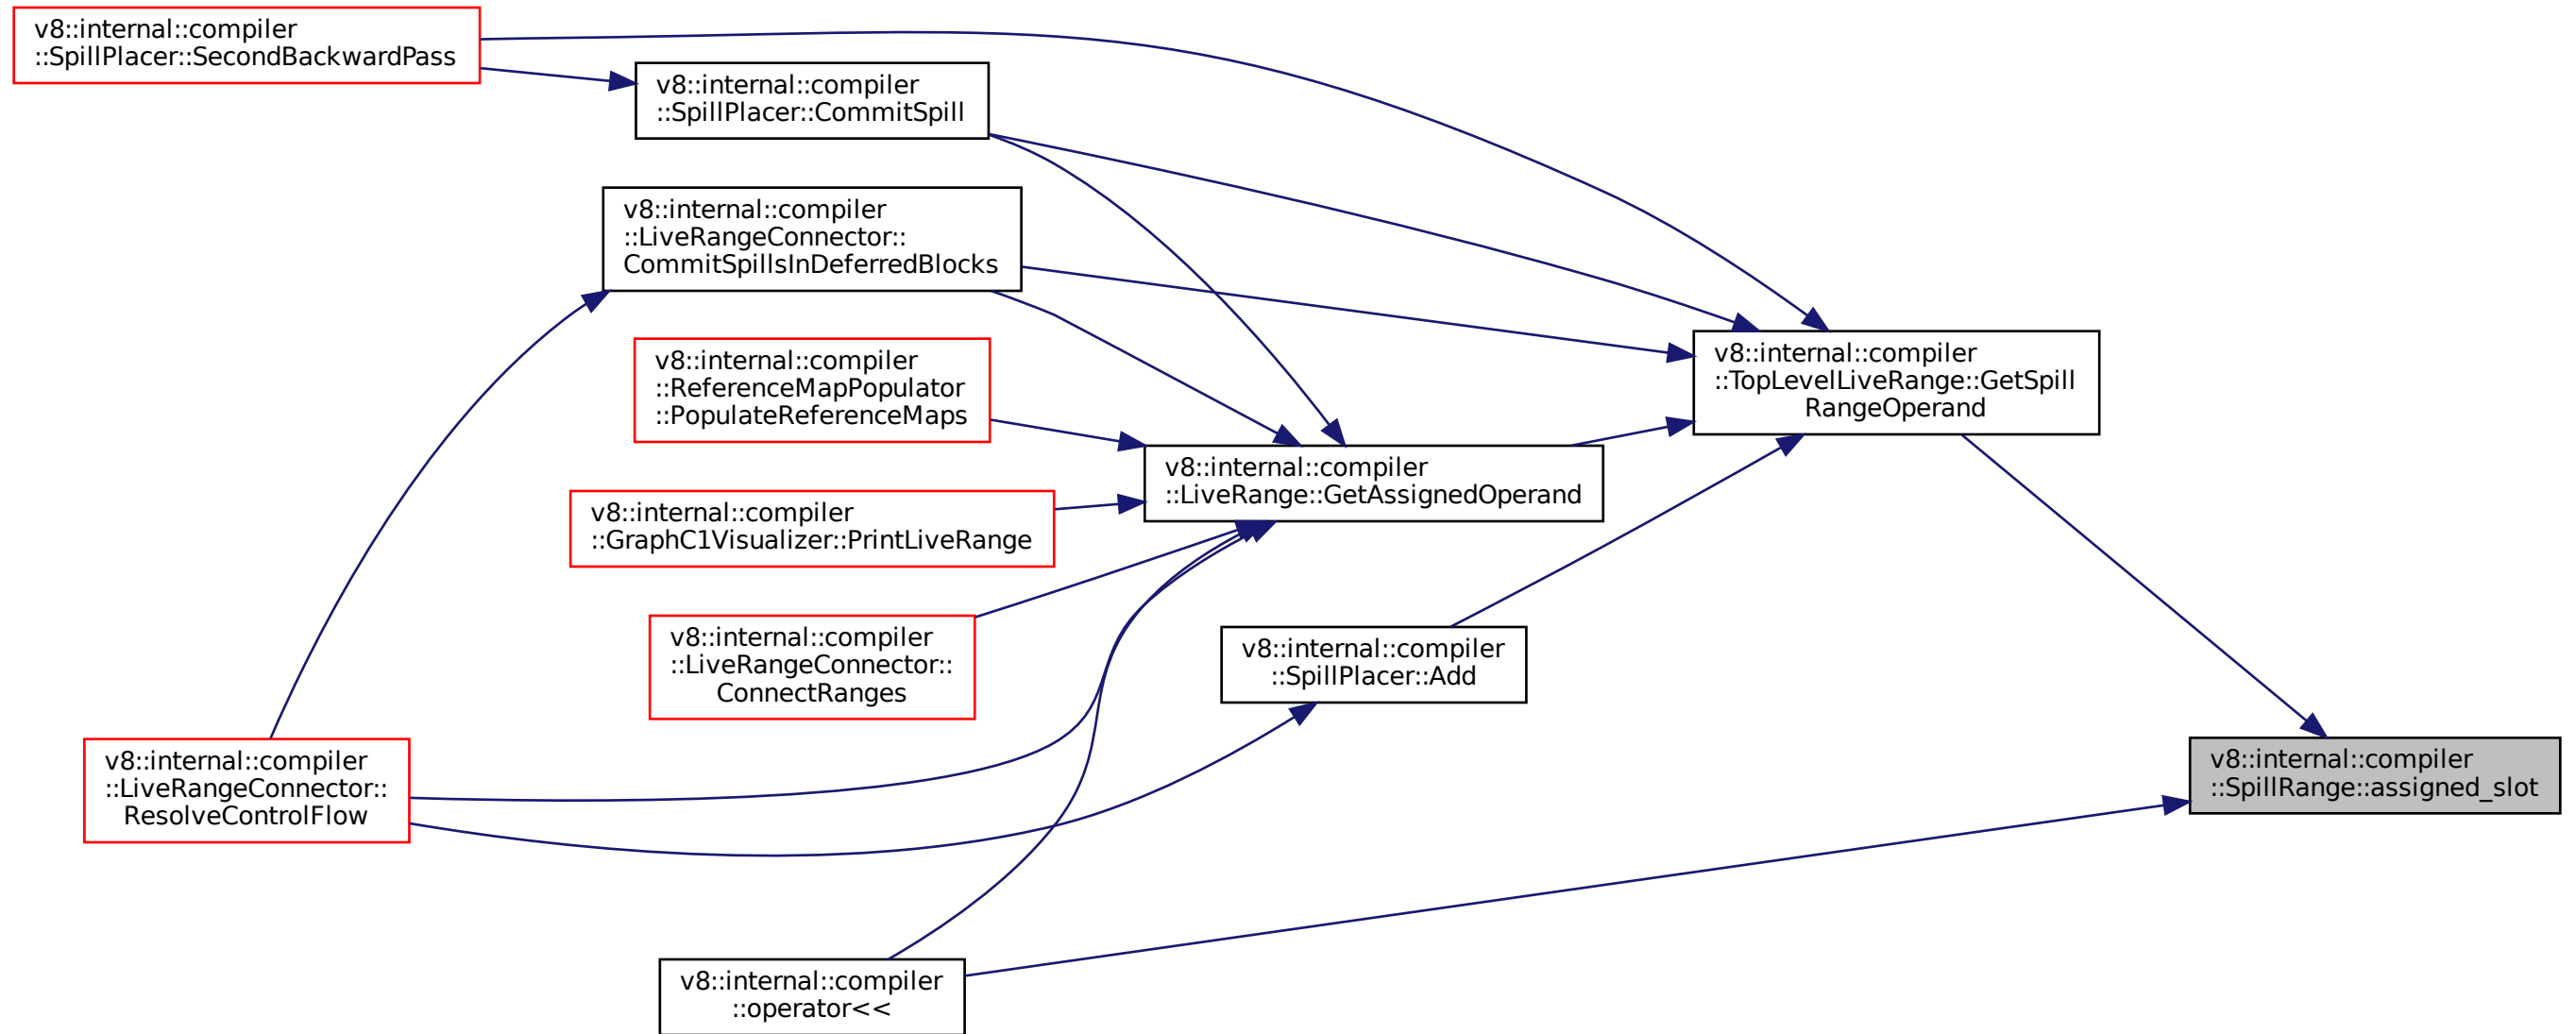 v8::internal::compiler
::SpillPlacer::SecondBackwardPass
v8::internal::compiler
::SpillPlacer::CommitSpill
v8::internal::compiler
::LiveRangeConnector::
CommitSpillsInDeferredBlocks
v8::internal::compiler
::ReferenceMapPopulator
::PopulateReferenceMaps
v8::internal::compiler
::TopLevelLiveRange::GetSpill
RangeOperand
v8::internal::compiler
::LiveRange::GetAssignedOperand
v8::internal::compiler
::GraphC1Visualizer::PrintLiveRange
v8::internal::compiler
::LiveRangeConnector::
ConnectRanges
v8::internal::compiler
::SpillPlacer::Add
v8::internal::compiler
::LiveRangeConnector::
ResolveControlFlow
v8::internal::compiler
::SpillRange::assigned_slot
v8::internal::compiler
::operator<<